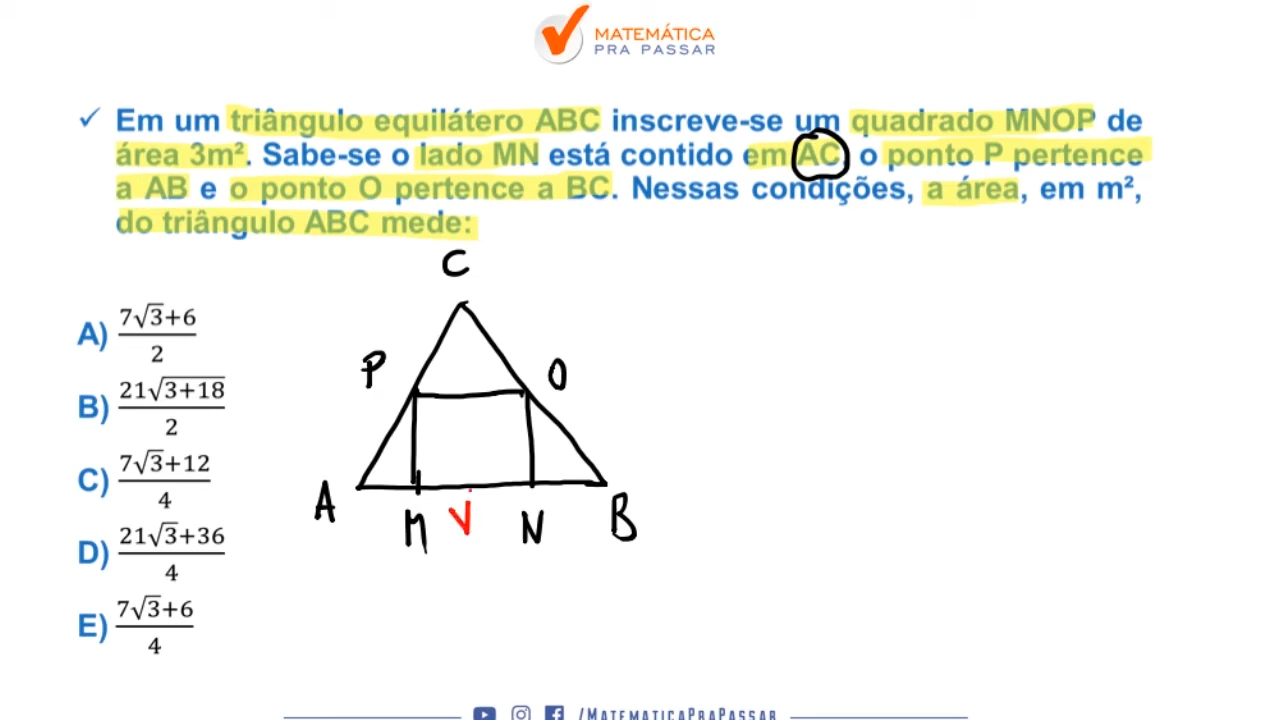 MATEMÁTICA
PRA PASSAR
✓ Em um triângulo equilátero ABC inscreve-se um quadrado MNOP de
área 3m². Sabe-se o lado MN está contido em AC, o ponto P pertence
a AB e o ponto O pertence a BC. Nessas condições, a área, em m²,
do triângulo ABC mede:
C
A) (7√3+6)/2
P O
B) (21√(3+18))/2
C) (7√3+12)/4
A M V N B
D) (21√3+36)/4
E) (7√3+6)/4
/MATEMATICAPRAPASSAR